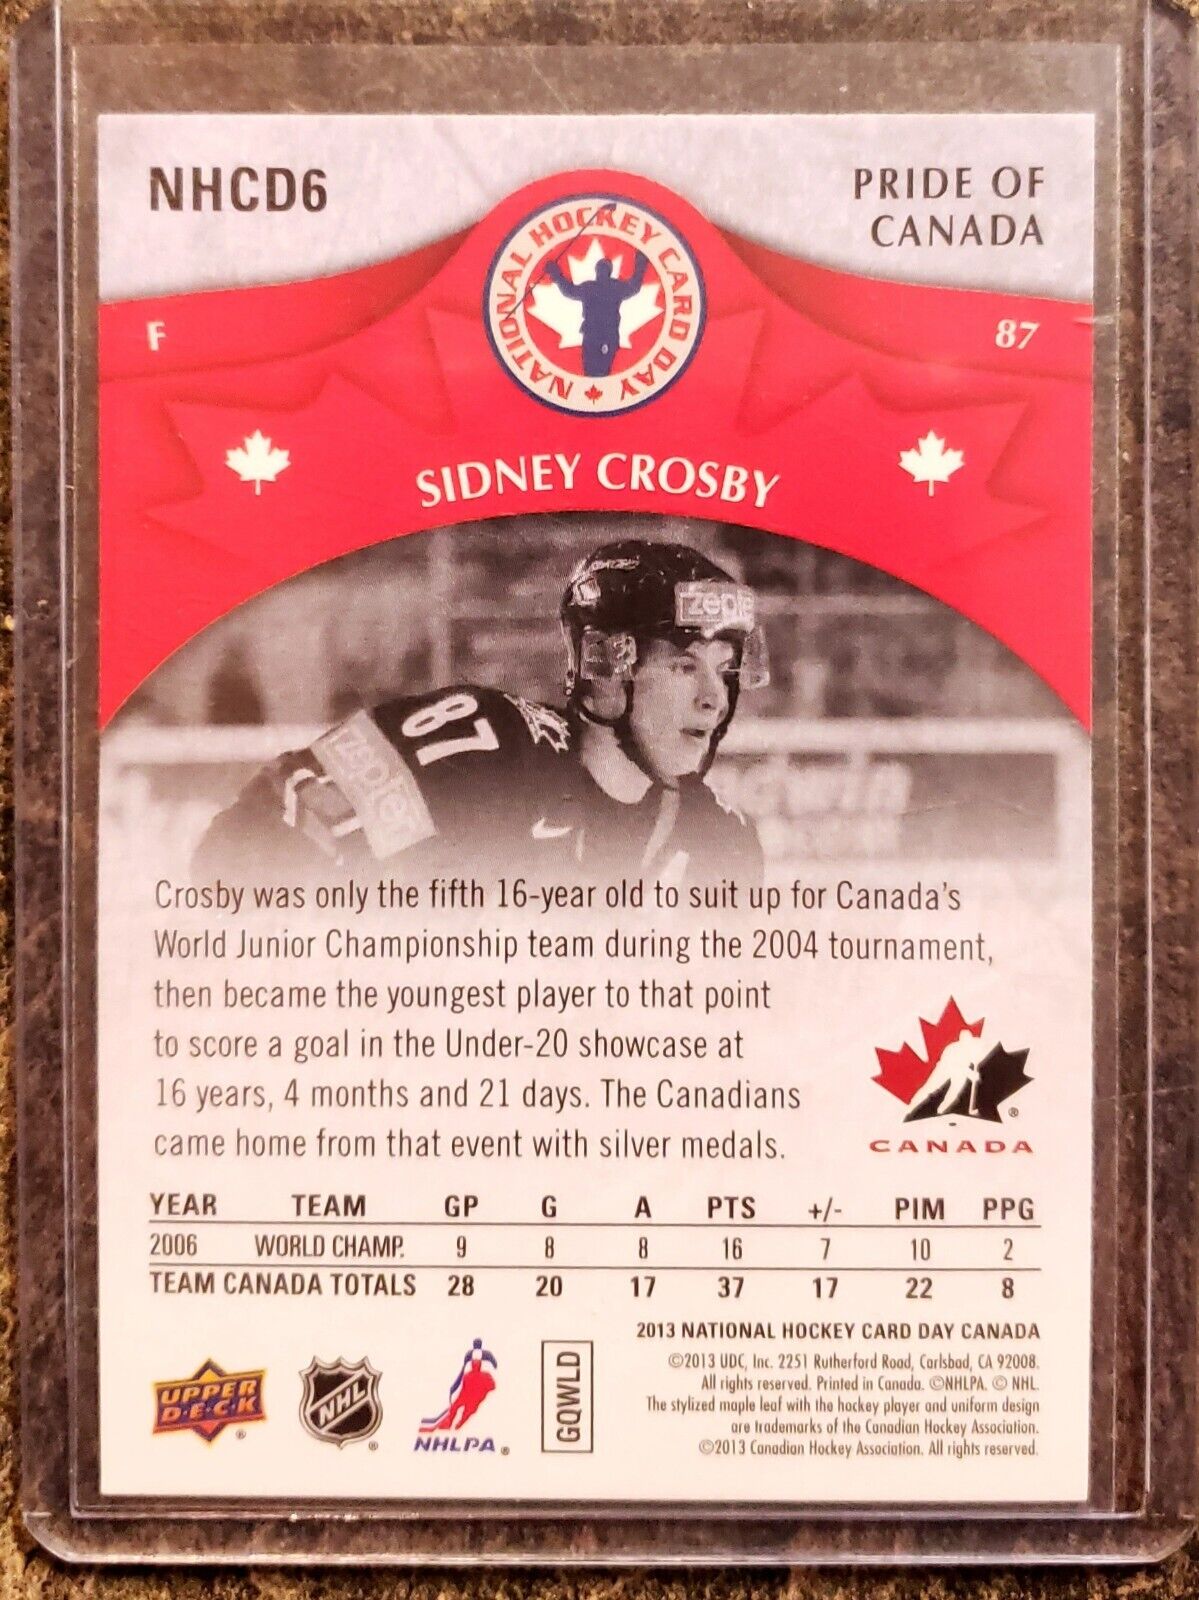 NHCD6
PRIDE OF
CANADA
NATIONAL HOCKEY CARD DAY
F
87
SIDNEY CROSBY
zepter
87
zepter
Crosby was only the fifth 16-year old to suit up for Canada's
World Junior Championship team during the 2004 tournament,
then became the youngest player to that point
to score a goal in the Under-20 showcase at
16 years, 4 months and 21 days. The Canadians
came home from that event with silver medals.
®
CANADA
YEAR TEAM GP G A PTS +/- PIM PPG
2006 WORLD CHAMP. 9 8 8 16 7 10 2
TEAM CANADA TOTALS 28 20 17 37 17 22 8
2013 NATIONAL HOCKEY CARD DAY CANADA
©2013 UDC, Inc. 2251 Rutherford Road, Carlsbad, CA 92008.
All rights reserved. Printed in Canada. ©NHLPA. © NHL.
The stylized maple leaf with the hockey player and uniform design
are trademarks of the Canadian Hockey Association.
©2013 Canadian Hockey Association. All rights reserved.
UPPER
D·E·C·K ®
NHL ®
NHLPA ®
GQWLD